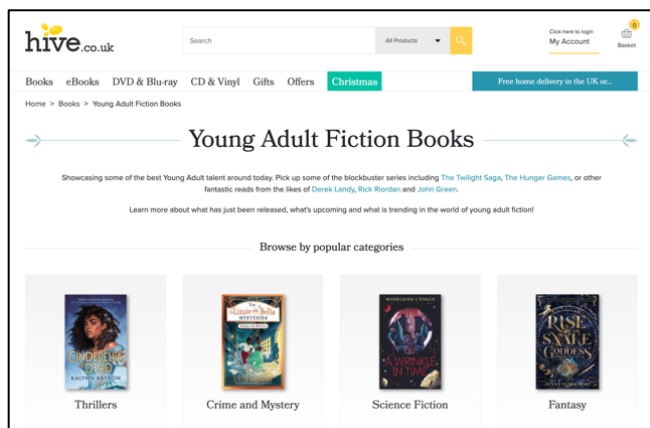 hive.co.uk
Search
All Products
Click here to login
My Account
0
Basket
Books eBooks DVD & Blu-ray CD & Vinyl Gifts Offers Christmas
Free home delivery in the UK or...
Home > Books > Young Adult Fiction Books
Young Adult Fiction Books
Showcasing some of the best Young Adult talent around today. Pick up some of the blockbuster series including The Twilight Saga, The Hunger Games, or other
fantastic reads from the likes of Derek Landy, Rick Riordan and John Green.
Learn more about what has just been released, what's upcoming and what is trending in the world of young adult fiction!
Browse by popular categories
CINDERELLA
DEAD
KALYNN BAYRON
THE
Lizzie and Belle
MYSTERIES
MADELEINE L'ENGLE
A WRINKLE
IN TIME
RISE
OF THE
SNAKE
GODDESS
Thrillers
Crime and Mystery
Science Fiction
Fantasy